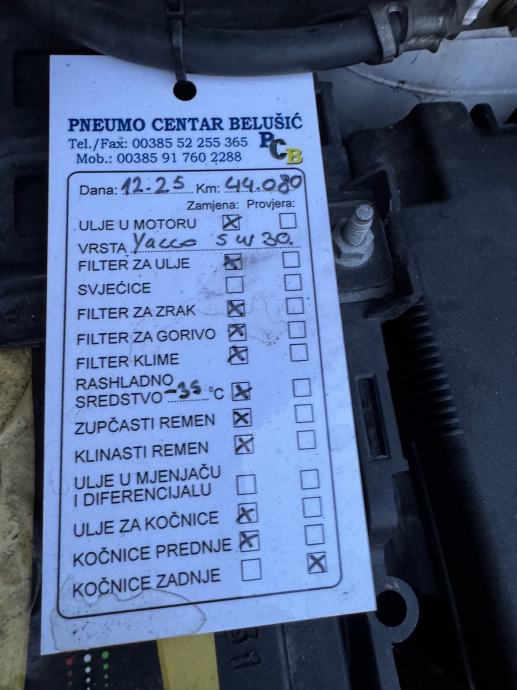 PNEUMO CENTAR BELUŠIĆ
Tel./Fax: 00385 52 255 365
Mob.: 00385 91 760 2288
PCB
Dana: 12.25 Km: 44.080
Zamjena: Provjera:
ULJE U MOTORU
VRSTA Yacco 5W30.
FILTER ZA ULJE
SVJEĆICE
FILTER ZA ZRAK
FILTER ZA GORIVO
FILTER KLIME
RASHLADNO
SREDSTVO -35 °C
ZUPČASTI REMEN
KLINASTI REMEN
ULJE U MJENJAČU
I DIFERENCIJALU
ULJE ZA KOČNICE
KOČNICE PREDNJE
KOČNICE ZADNJE